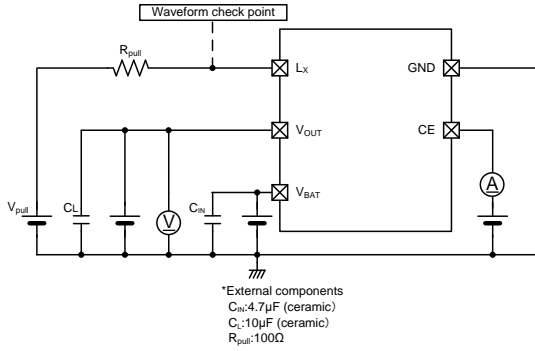 Waveform check point
Rpull
LX
GND
VOUT
CE
VBAT
A
Vpull
CL
V
CIN
*External components
CIN:4.7μF (ceramic)
CL:10μF (ceramic)
Rpull:100Ω